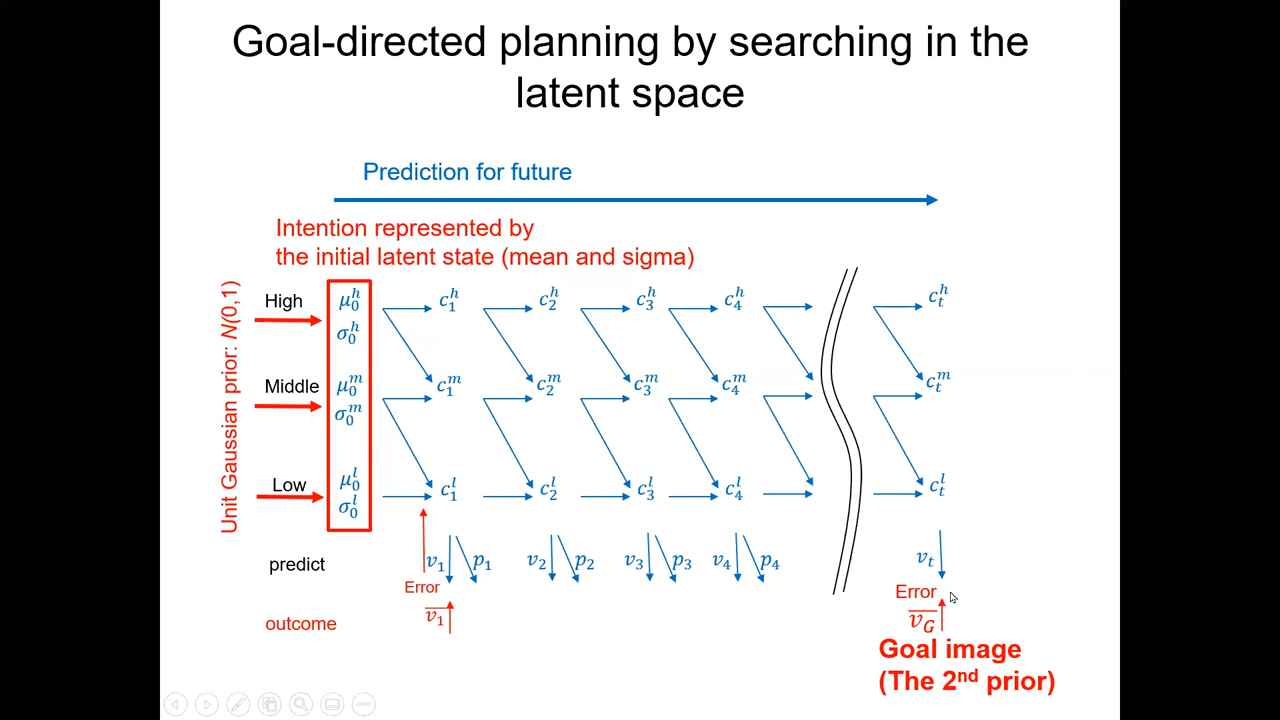 Goal-directed planning by searching in the
latent space
Prediction for future
Intention represented by
the initial latent state (mean and sigma)
Unit Gaussian prior: N(0,1)
High μ₀ʰ c₁ʰ c₂ʰ c₃ʰ c₄ʰ cₜʰ
σ₀ʰ
Middle μ₀ᵐ c₁ᵐ c₂ᵐ c₃ᵐ c₄ᵐ cₜᵐ
σ₀ᵐ
Low μ₀ˡ c₁ˡ c₂ˡ c₃ˡ c₄ˡ cₜˡ
σ₀ˡ
predict v₁ p₁ v₂ p₂ v₃ p₃ v₄ p₄ vₜ
Error Error
outcome v̅₁ v̅_G
Goal image
(The 2nd prior)